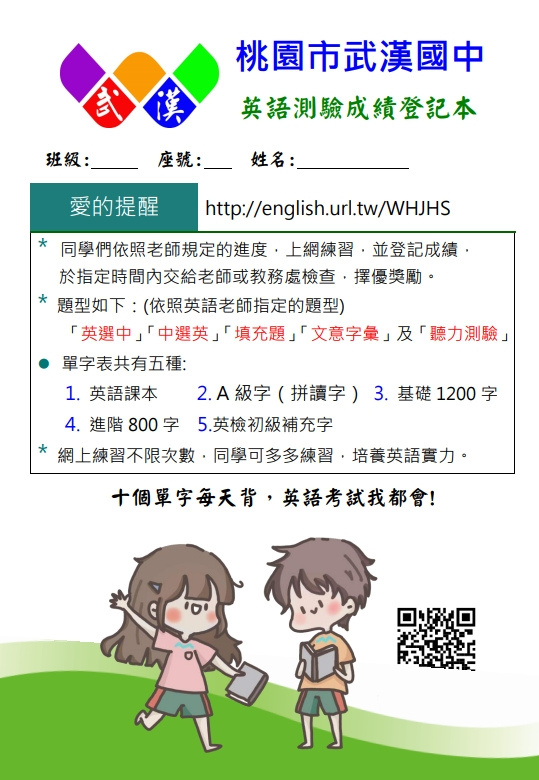 武漢
桃園市武漢國中
英語測驗成績登記本
班級:_____ 座號:___ 姓名:____________
愛的提醒 http://english.url.tw/WHJHS
* 同學們依照老師規定的進度，上網練習，並登記成績，
於指定時間內交給老師或教務處檢查，擇優獎勵。
* 題型如下：(依照英語老師指定的題型)
「英選中」「中選英」「填充題」「文意字彙」及「聽力測驗」
● 單字表共有五種:
1. 英語課本 2. A 級字（拼讀字） 3. 基礎 1200 字
4. 進階 800 字 5.英檢初級補充字
* 網上練習不限次數，同學可多多練習，培養英語實力。
十個單字每天背，英語考試我都會!